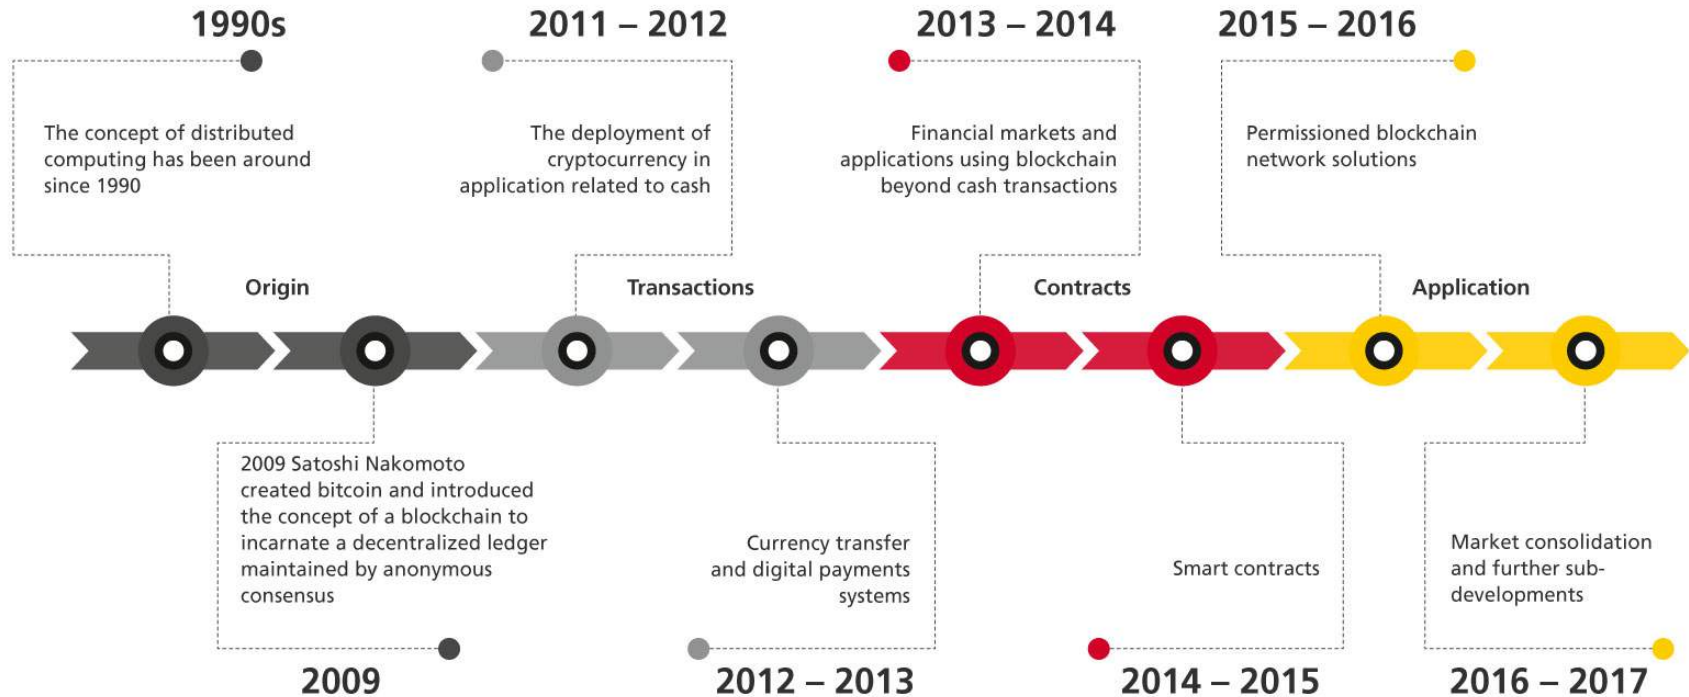 1990s
The concept of distributed
computing has been around
since 1990
2011 – 2012
The deployment of
cryptocurrency in
application related to cash
2013 – 2014
Financial markets and
applications using blockchain
beyond cash transactions
2015 – 2016
Permissioned blockchain
network solutions
Origin
Transactions
Contracts
Application
2009 Satoshi Nakomoto
created bitcoin and introduced
the concept of a blockchain to
incarnate a decentralized ledger
maintained by anonymous
consensus
2009
Currency transfer
and digital payments
systems
2012 – 2013
Smart contracts
2014 – 2015
Market consolidation
and further sub-
developments
2016 – 2017